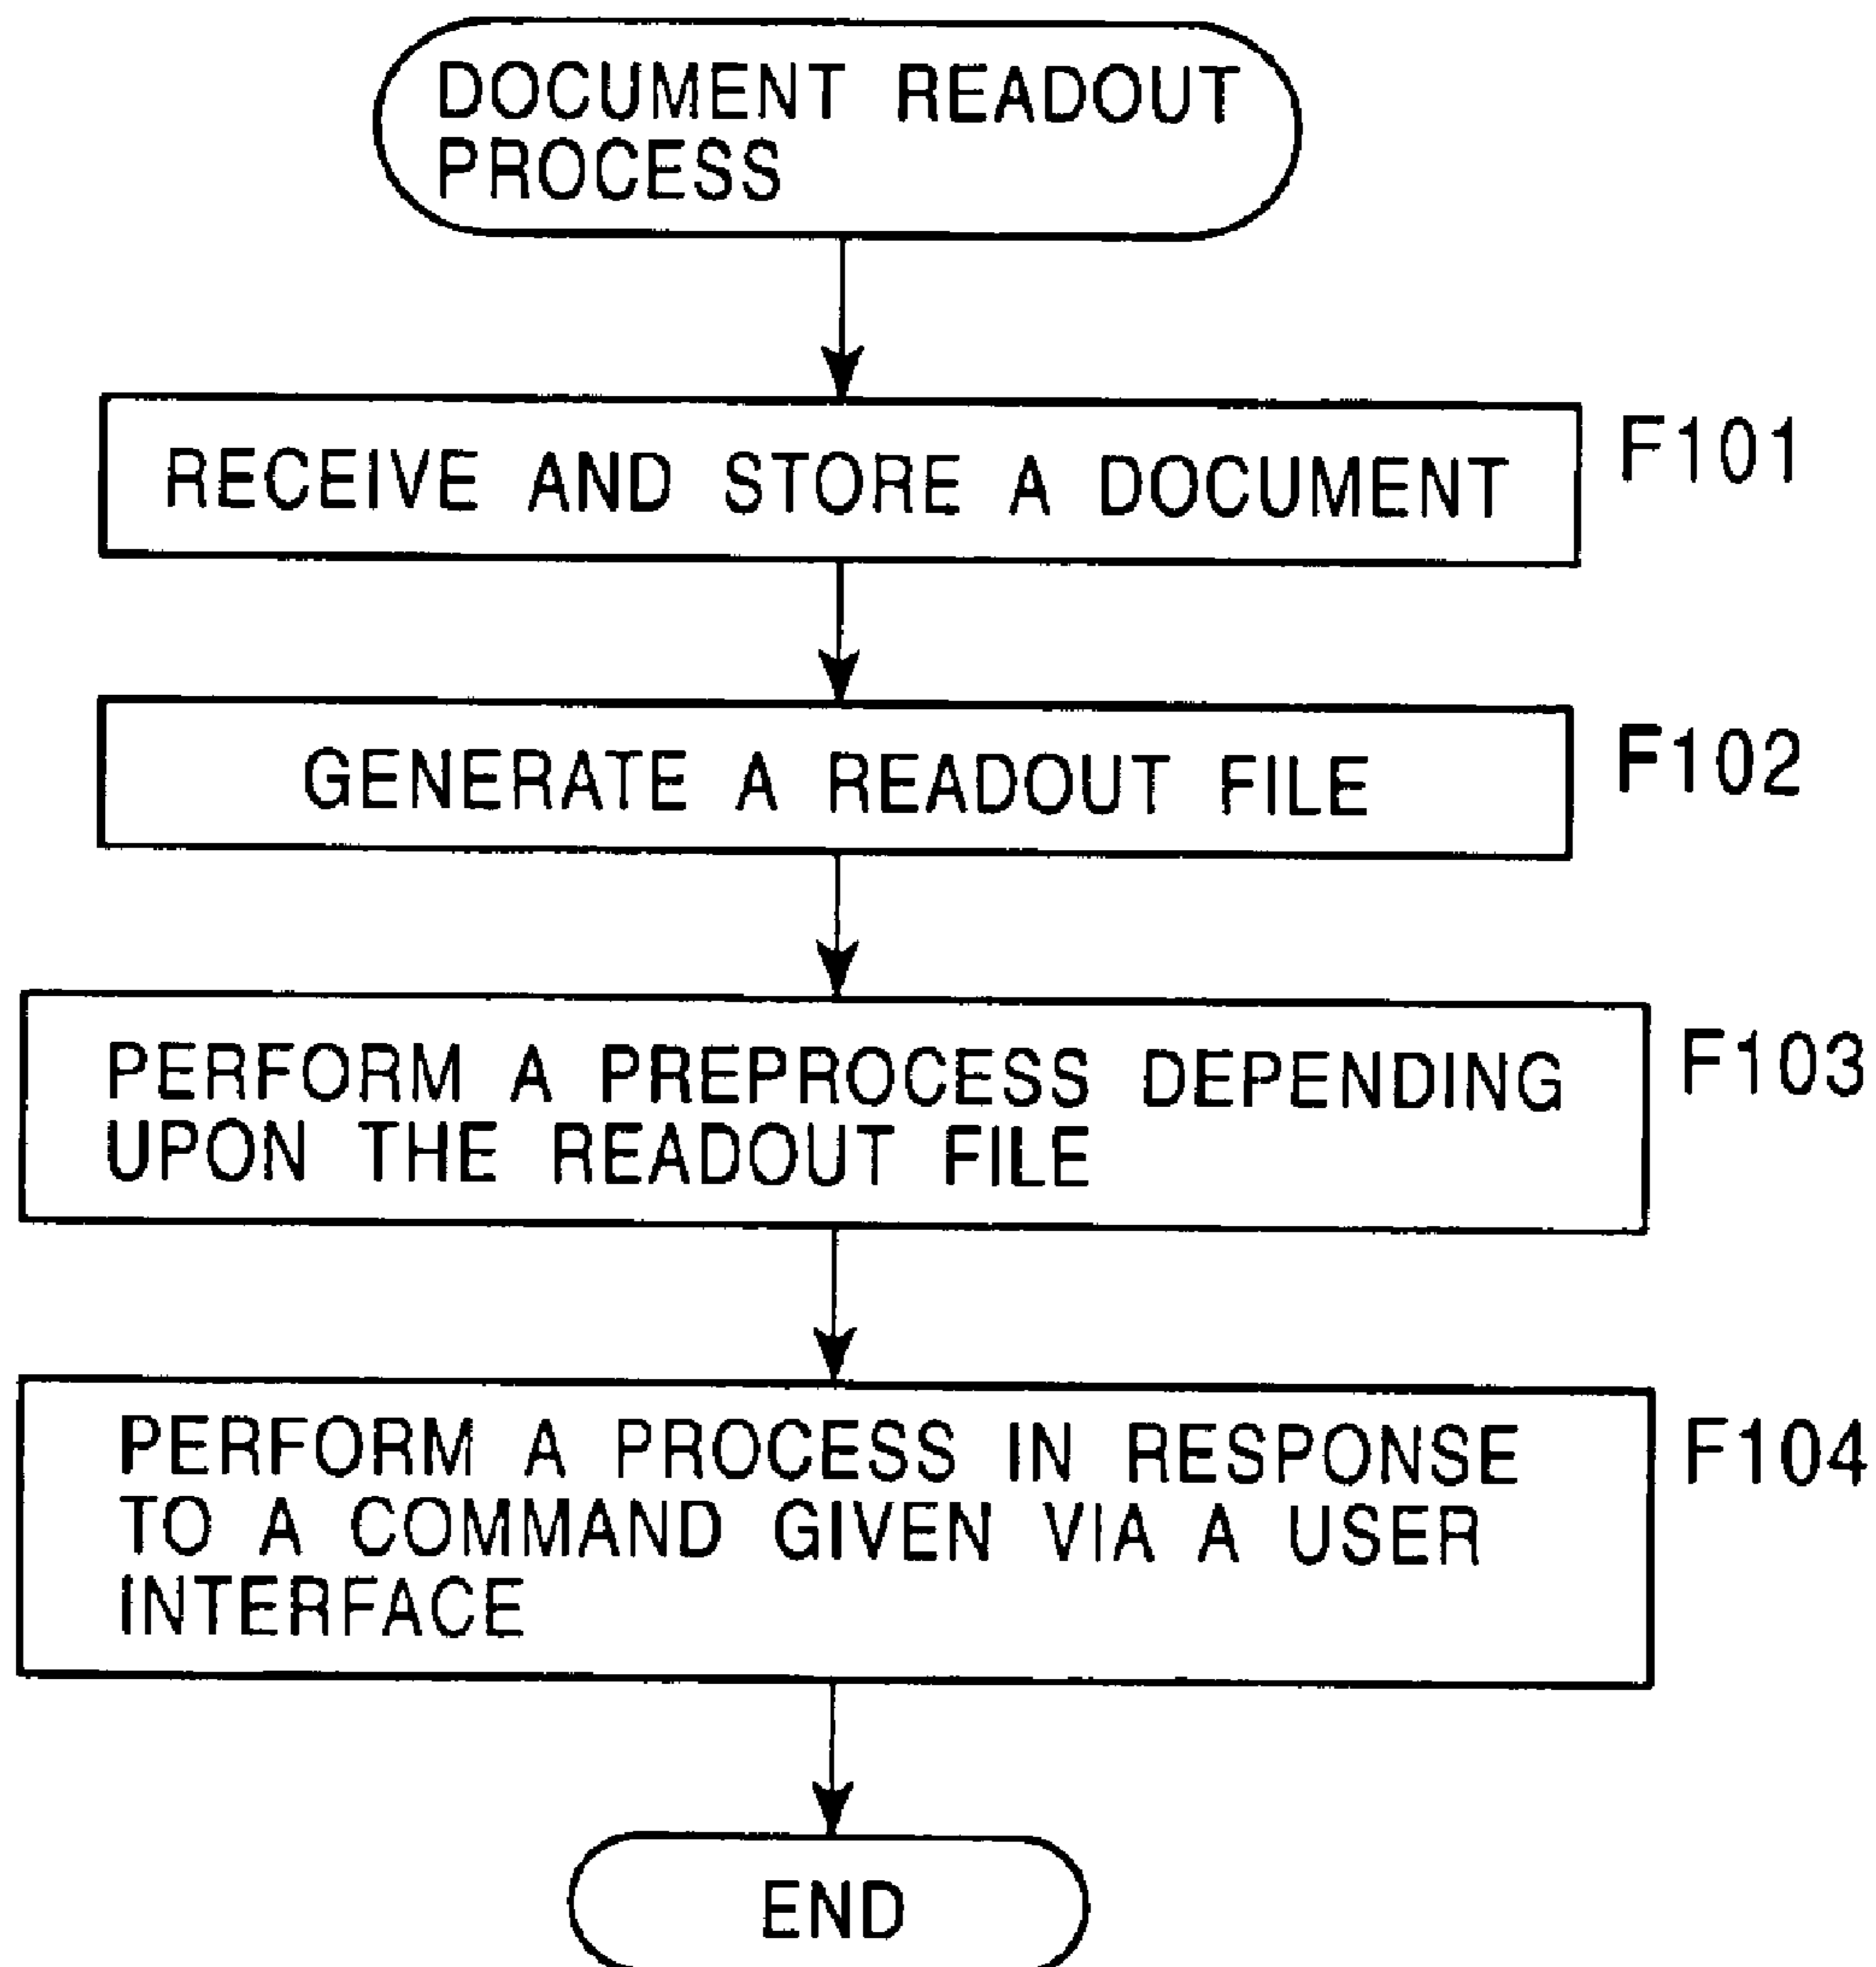 DOCUMENT READOUT
PROCESS
RECEIVE AND STORE A DOCUMENT
F101
GENERATE A READOUT FILE
F102
PERFORM A PREPROCESS DEPENDING
UPON THE READOUT FILE
F103
PERFORM A PROCESS IN RESPONSE
TO A COMMAND GIVEN VIA A USER
INTERFACE
F104
END